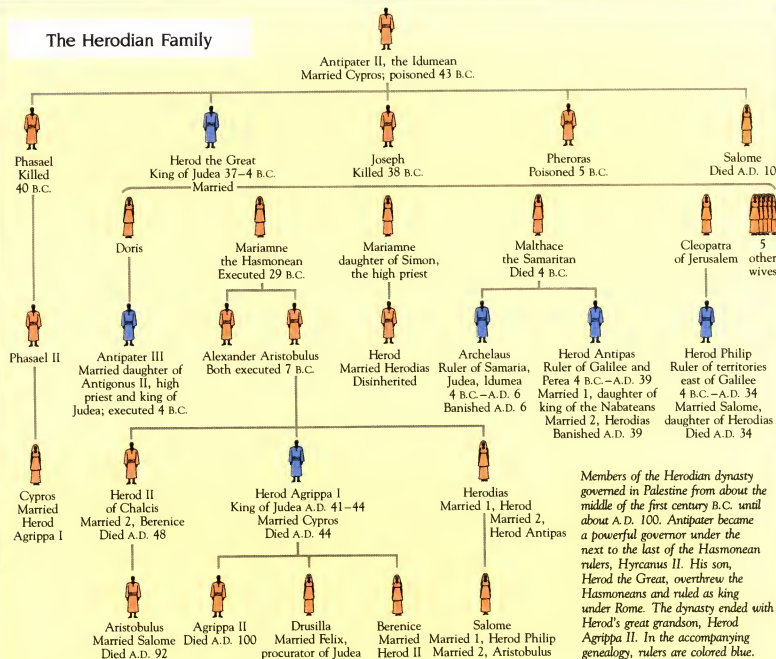 The Herodian Family
Antipater II, the Idumean
Married Cypros; poisoned 43 B.C.
Phasael
Killed
40 B.C.
Herod the Great
King of Judea 37–4 B.C.
Married
Joseph
Killed 38 B.C.
Pheroras
Poisoned 5 B.C.
Salome
Died A.D. 10
Doris
Mariamne
the Hasmonean
Executed 29 B.C.
Mariamne
daughter of Simon,
the high priest
Malthace
the Samaritan
Died 4 B.C.
Cleopatra
of Jerusalem
5
other
wives
Phasael II
Antipater III
Married daughter of
Antigonus II, high
priest and king of
Judea; executed 4 B.C.
Alexander Aristobulus
Both executed 7 B.C.
Herod
Married Herodias
Disinherited
Archelaus
Ruler of Samaria,
Judea, Idumea
4 B.C.–A.D. 6
Banished A.D. 6
Herod Antipas
Ruler of Galilee and
Perea 4 B.C.–A.D. 39
Married 1, daughter of
king of the Nabateans
Married 2, Herodias
Banished A.D. 39
Herod Philip
Ruler of territories
east of Galilee
4 B.C.–A.D. 34
Married Salome,
daughter of Herodias
Died A.D. 34
Cypros
Married
Herod
Agrippa I
Herod II
of Chalcis
Married 2, Berenice
Died A.D. 48
Herod Agrippa I
King of Judea A.D. 41–44
Married Cypros
Died A.D. 44
Herodias
Married 1, Herod
Married 2,
Herod Antipas
Aristobulus
Married Salome
Died A.D. 92
Agrippa II
Died A.D. 100
Drusilla
Married Felix,
procurator of Judea
Berenice
Married
Herod II
Salome
Married 1, Herod Philip
Married 2, Aristobulus
Members of the Herodian dynasty
governed in Palestine from about the
middle of the first century B.C. until
about A.D. 100. Antipater became
a powerful governor under the
next to the last of the Hasmonean
rulers, Hyrcanus II. His son,
Herod the Great, overthrew the
Hasmoneans and ruled as king
under Rome. The dynasty ended with
Herod's great grandson, Herod
Agrippa II. In the accompanying
genealogy, rulers are colored blue.